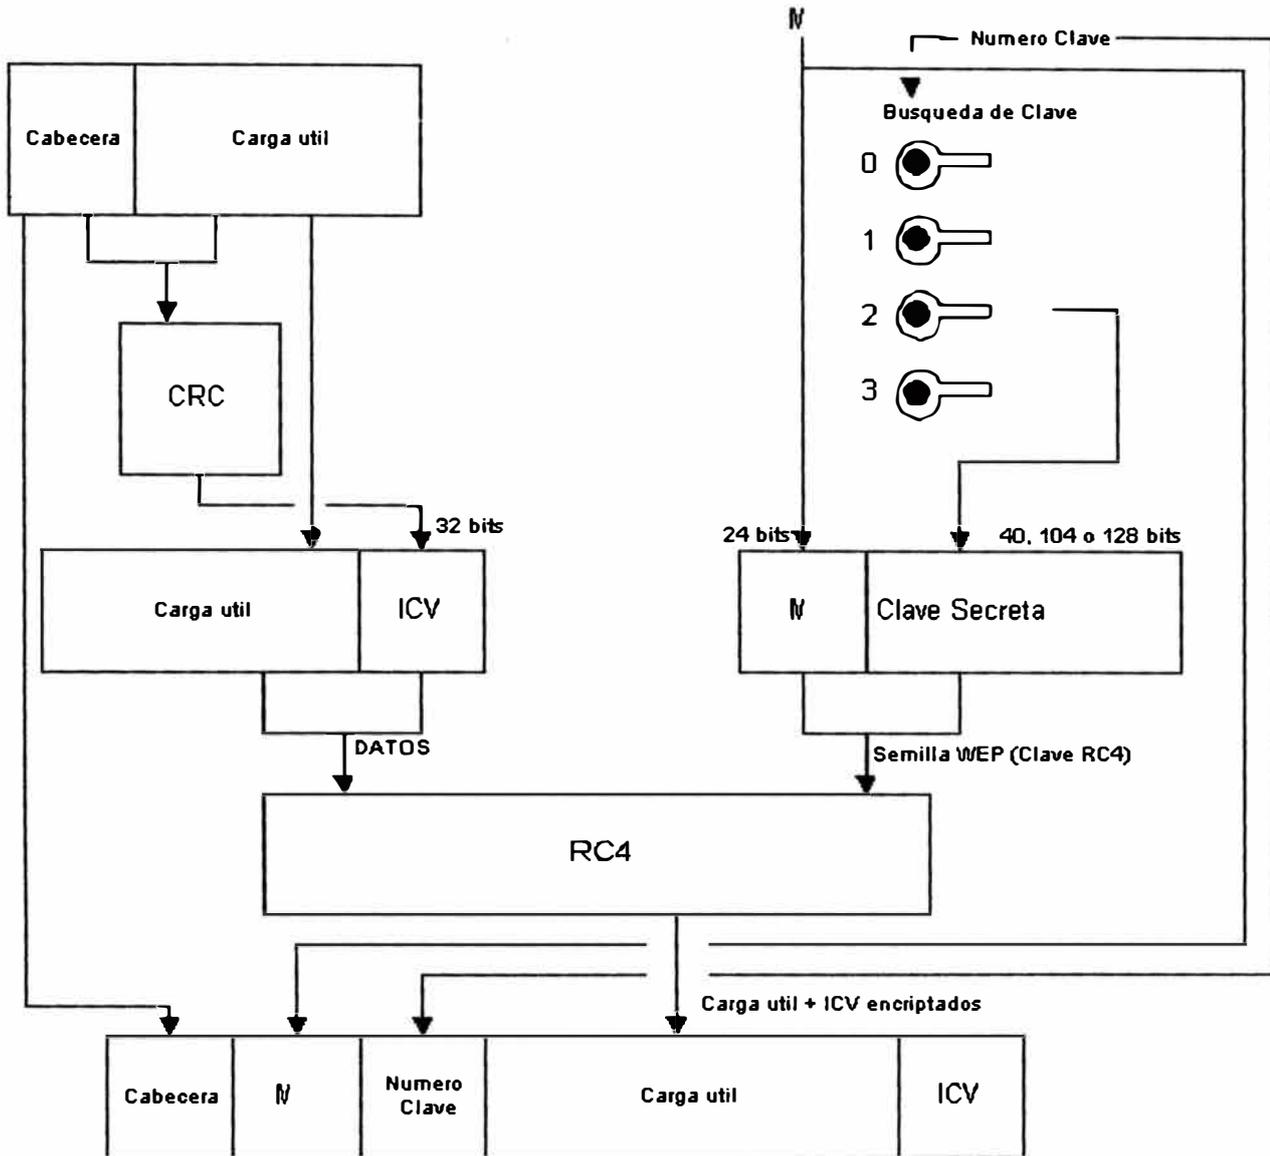 IV
Numero Clave
Cabecera
Carga util
Busqueda de Clave
0
1
2
3
CRC
32 bits
24 bits
40, 104 o 128 bits
Carga util
ICV
IV
Clave Secreta
DATOS
Semilla WEP (Clave RC4)
RC4
Carga util + ICV encriptados
Cabecera
IV
Numero
Clave
Carga util
ICV